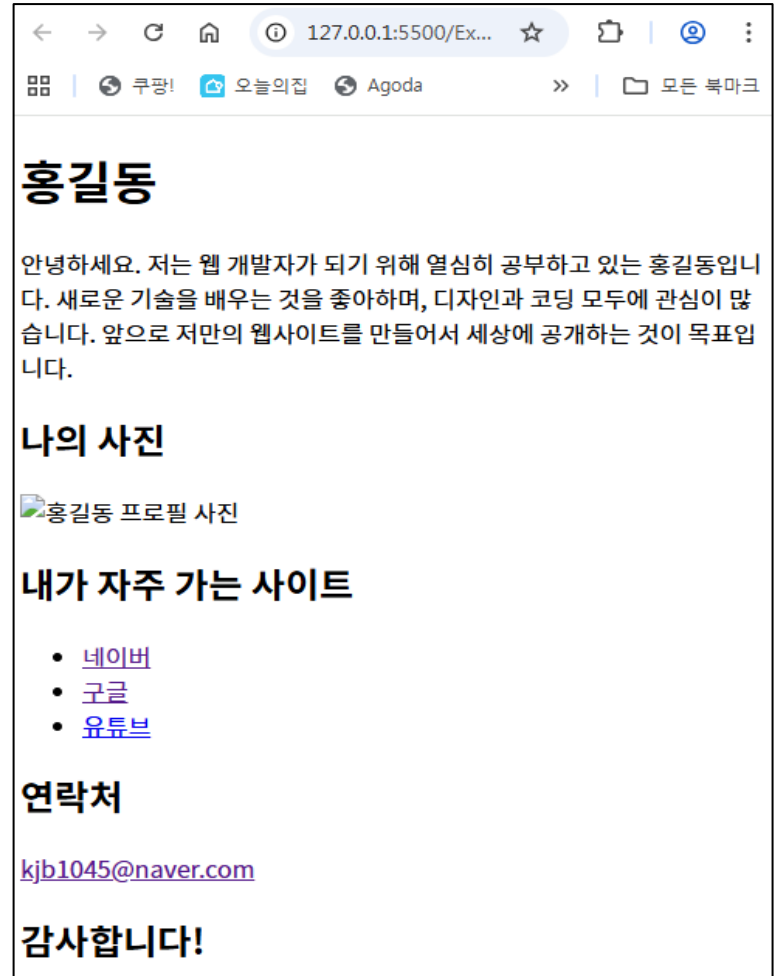 127.0.0.1:5500/Ex...
쿠팡! 오늘의집 Agoda » 모든 북마크
홍길동
안녕하세요. 저는 웹 개발자가 되기 위해 열심히 공부하고 있는 홍길동입니
다. 새로운 기술을 배우는 것을 좋아하며, 디자인과 코딩 모두에 관심이 많
습니다. 앞으로 저만의 웹사이트를 만들어서 세상에 공개하는 것이 목표입
니다.
나의 사진
홍길동 프로필 사진
내가 자주 가는 사이트
• 네이버
• 구글
• 유튜브
연락처
kjb1045@naver.com
감사합니다!